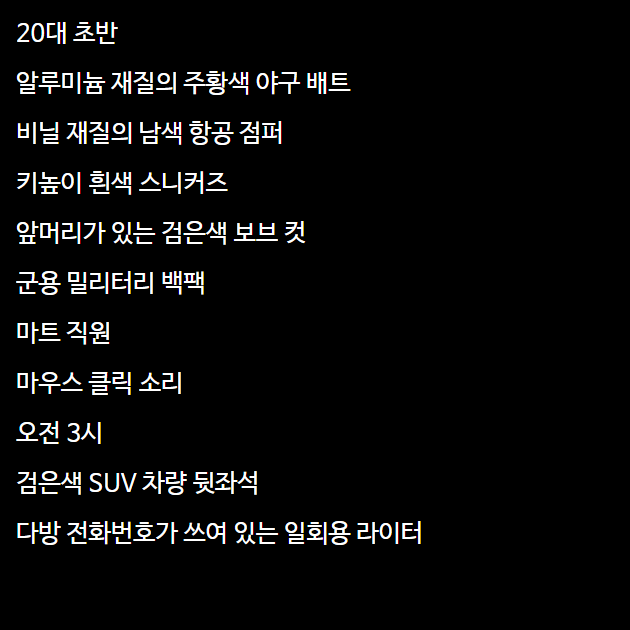 20대 초반
알루미늄 재질의 주황색 야구 배트
비닐 재질의 남색 항공 점퍼
키높이 흰색 스니커즈
앞머리가 있는 검은색 보브 컷
군용 밀리터리 백팩
마트 직원
마우스 클릭 소리
오전 3시
검은색 SUV 차량 뒷좌석
다방 전화번호가 쓰여 있는 일회용 라이터